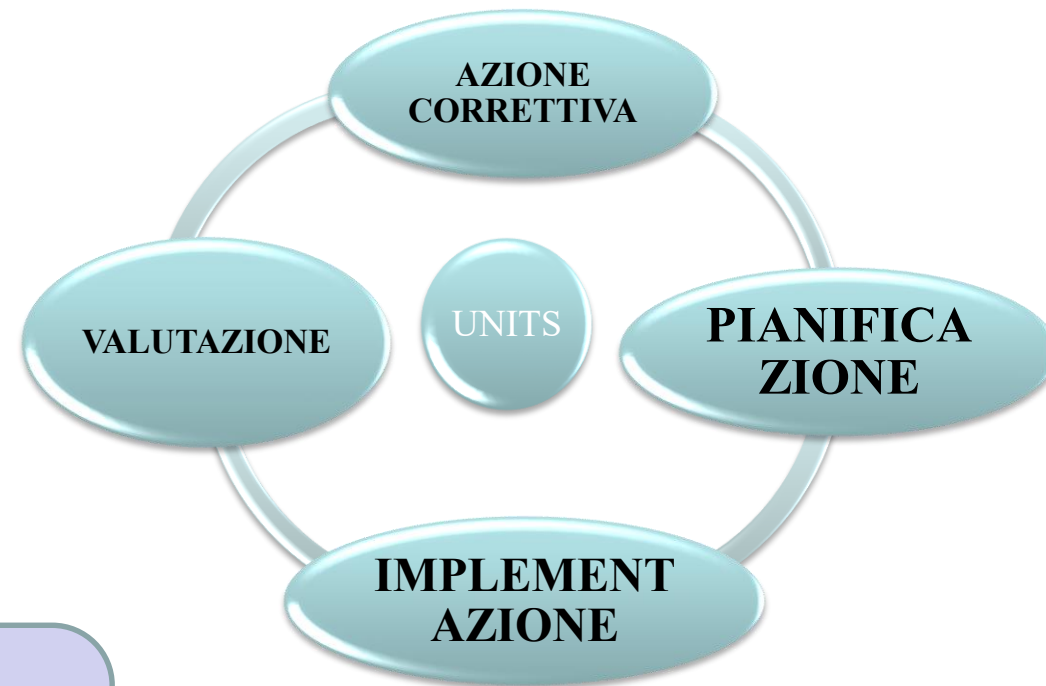 AZIONE
CORRETTIVA
VALUTAZIONE
UNITS
PIANIFICA
ZIONE
IMPLEMENT
AZIONE